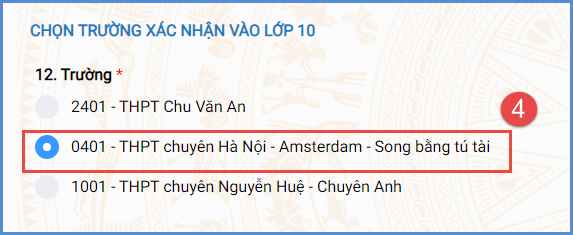 CHỌN TRƯỜNG XÁC NHẬN VÀO LỚP 10
12. Trường *
2401 - THPT Chu Văn An
4
0401 - THPT chuyên Hà Nội - Amsterdam - Song bằng tú tài
1001 - THPT chuyên Nguyễn Huệ - Chuyên Anh